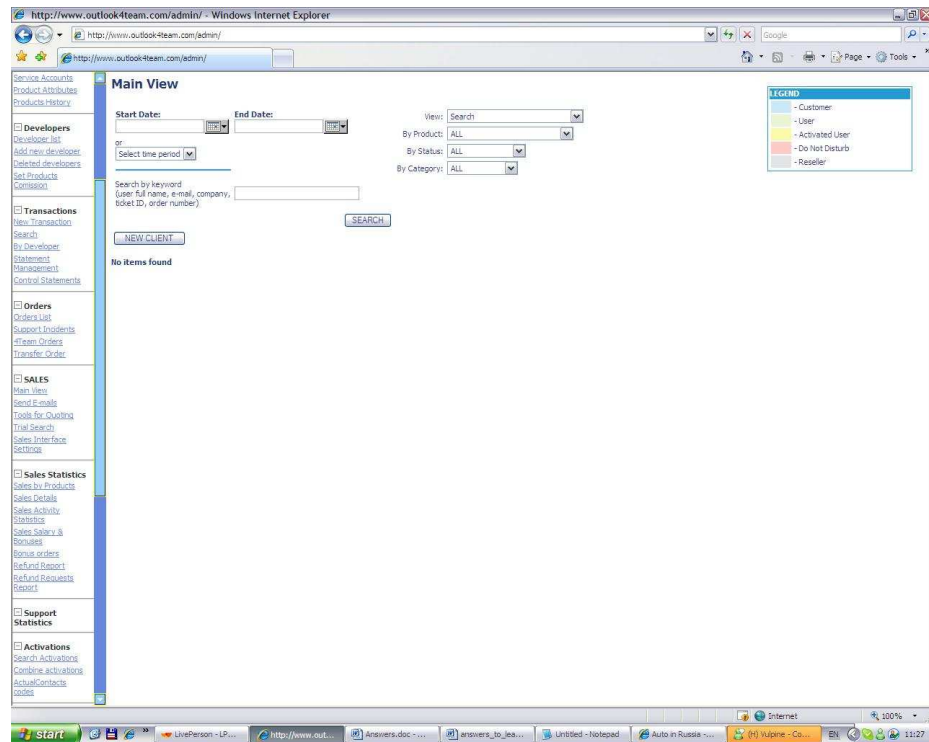 http://www.outlook4team.com/admin/ - Windows Internet Explorer
http://www.outlook4team.com/admin/
Google
http://www.outlook4team.com/admin/
Page
Tools
Service Accounts
Product Attributes
Products History
Developers
Developer list
Add new developer
Deleted developers
Set Products
Comission
Transactions
New Transaction
Search
By Developer
Statement
Management
Control Statements
Orders
Orders List
Support Incidents
4Team Orders
Transfer Order
SALES
Main View
Send E-mails
Tools for Quoting
Trial Search
Sales Interface
Settings
Sales Statistics
Sales by Products
Sales Details
Sales Activity
Statistics
Sales Salary &
Bonuses
Bonus orders
Refund Report
Refund Requests
Report
Support
Statistics
Activations
Search Activations
Combine activations
ActualContacts
codes
Main View
Start Date: End Date:
or
Select time period
Search by keyword
(user full name, e-mail, company,
ticket ID, order number)
View: Search
By Product: ALL
By Status: ALL
By Category: ALL
SEARCH
NEW CLIENT
No items found
LEGEND
- Customer
- User
- Activated User
- Do Not Disturb
- Reseller
Internet
100%
start
LivePerson - LP...
http://www.out...
Answers.doc - ...
answers_to_lea...
Untitled - Notepad
Auto in Russia - ...
(H) Vulpine - Co...
EN
11:27